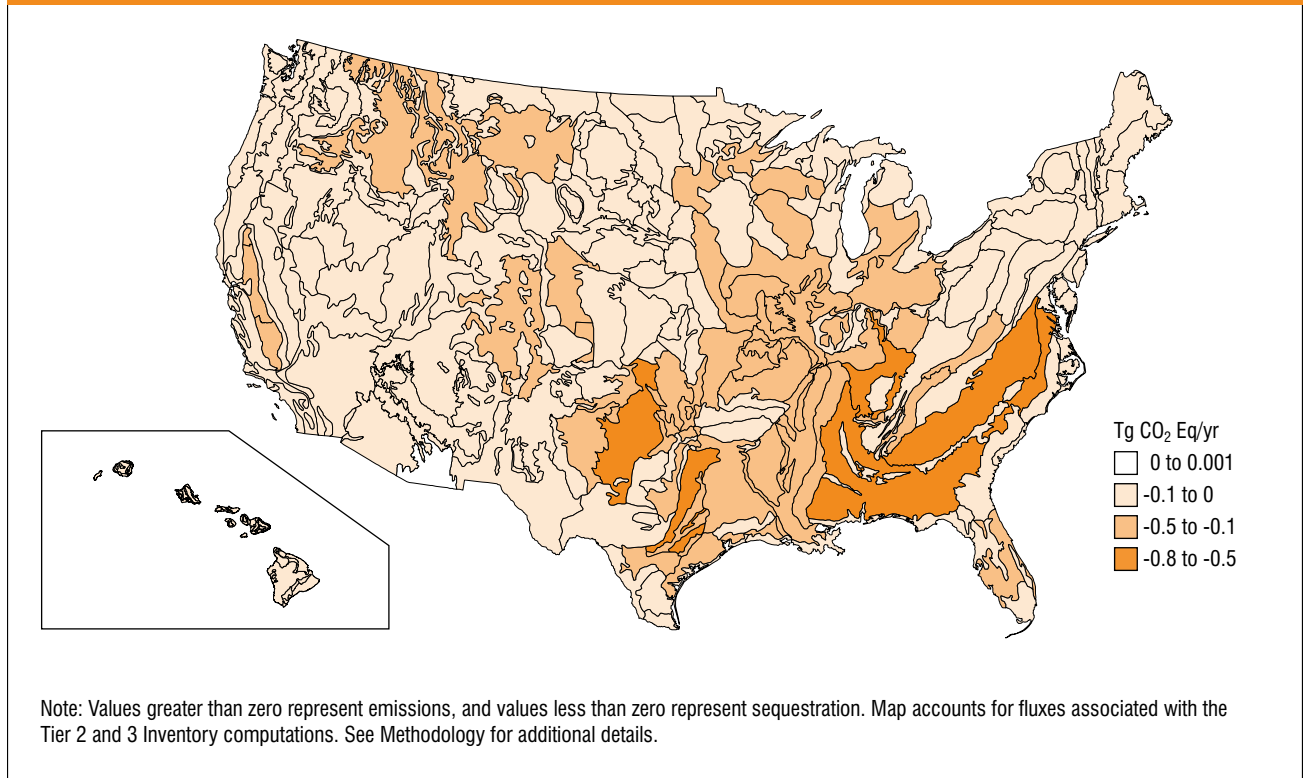 Tg CO₂ Eq/yr
0 to 0.001
-0.1 to 0
-0.5 to -0.1
-0.8 to -0.5
Note: Values greater than zero represent emissions, and values less than zero represent sequestration. Map accounts for fluxes associated with the
Tier 2 and 3 Inventory computations. See Methodology for additional details.